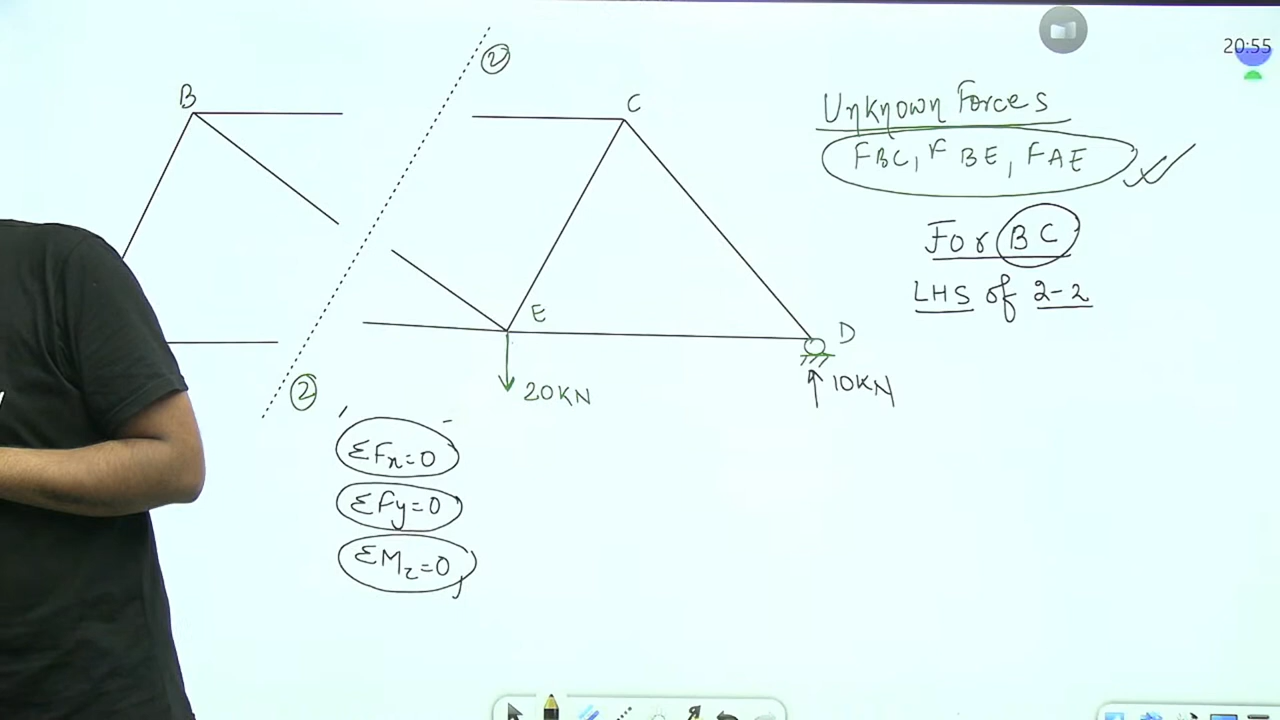 20:55
②
B
C
Unknown Forces
FBC, F BE, FAE
For BC
LHS of 2-2
E
D
20KN
10KN
②
ΣFx=0
ΣFy=0
ΣMz=0